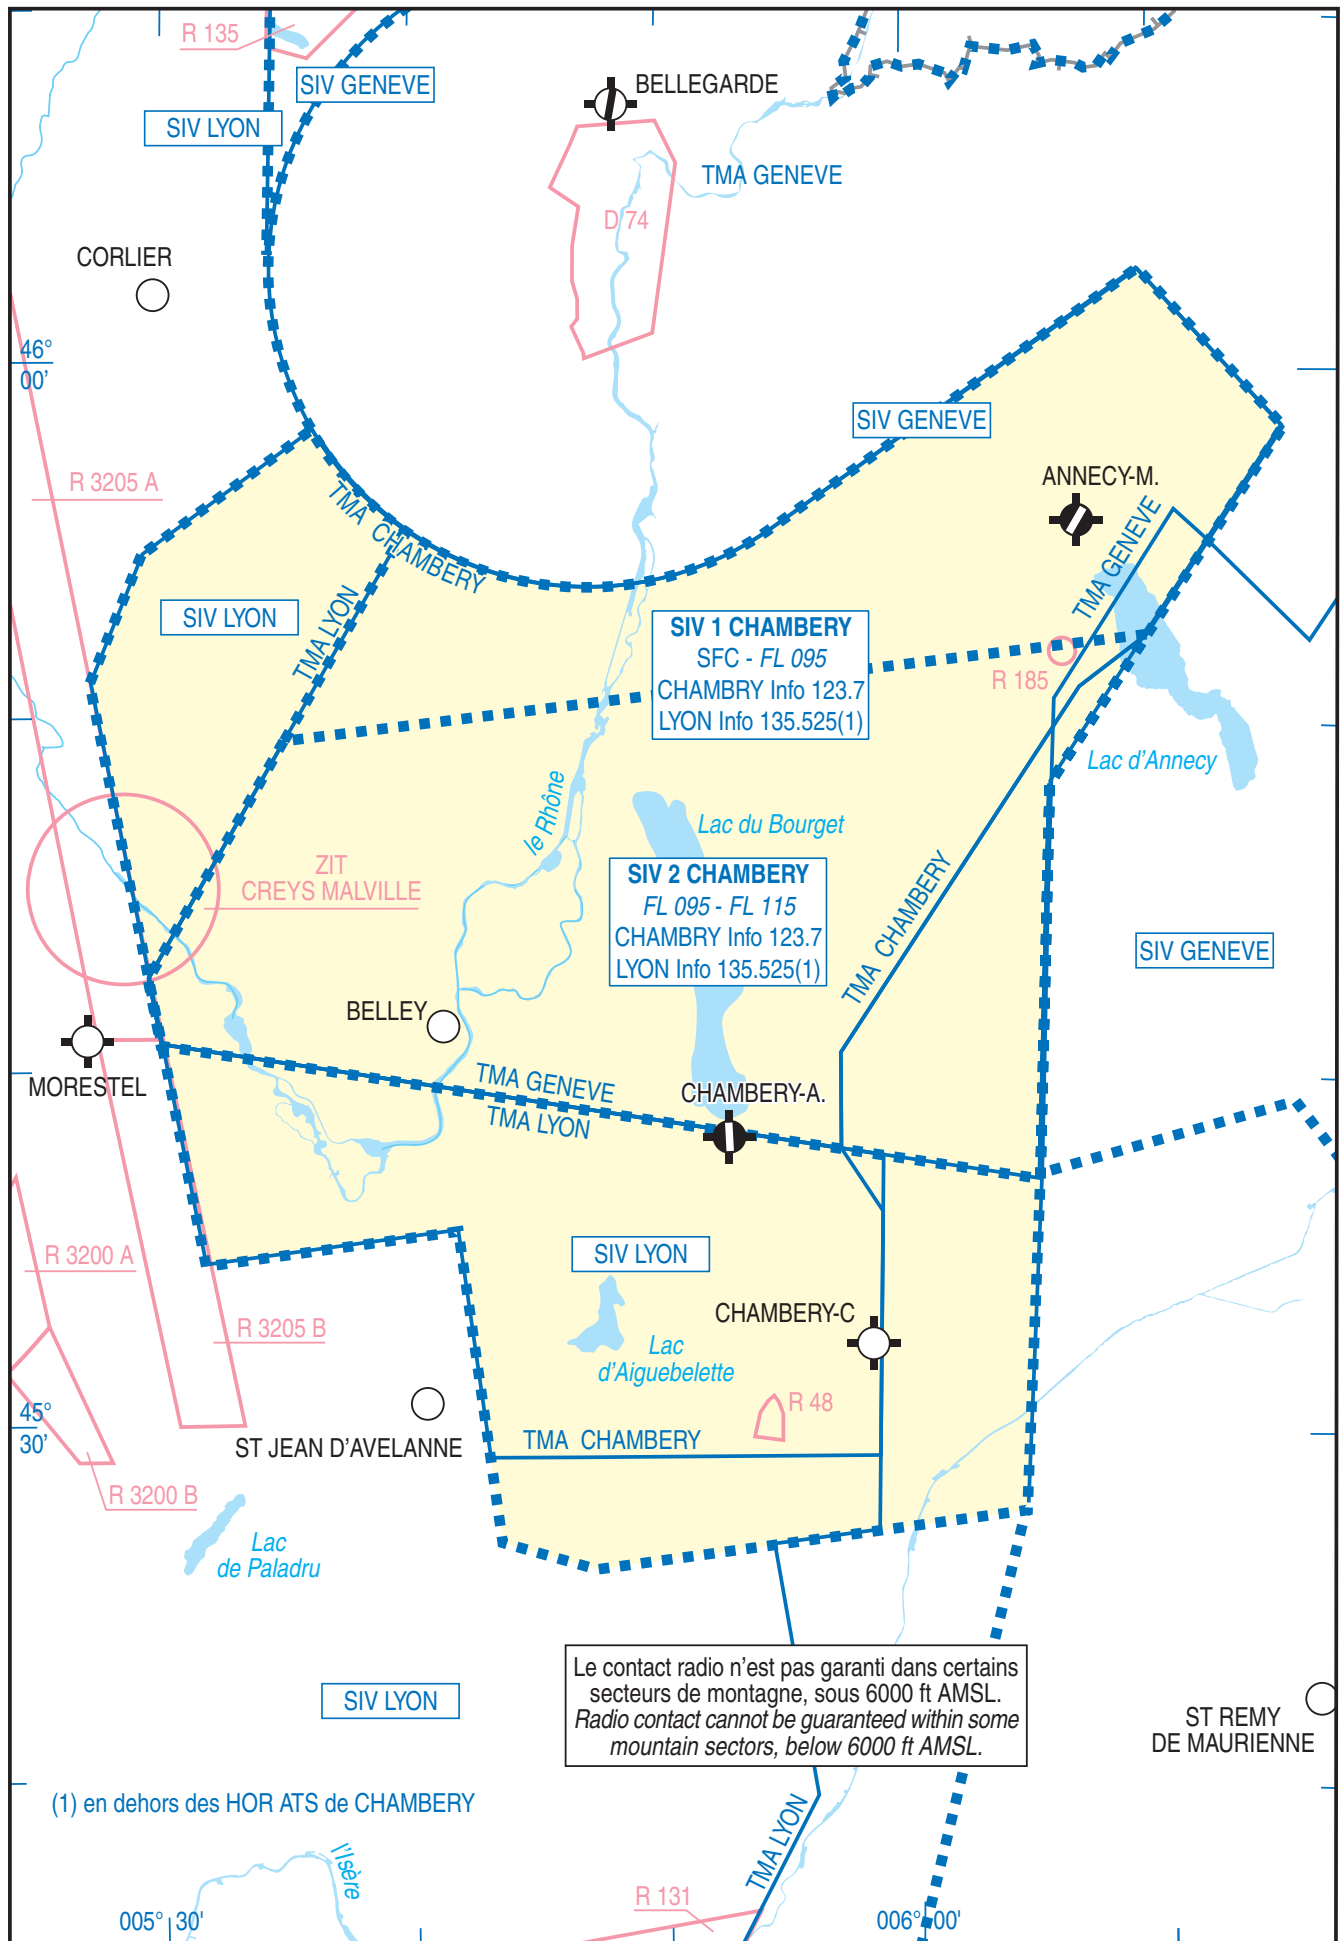 R 135
SIV GENEVE
BELLEGARDE
SIV LYON
TMA GENEVE
D 74
CORLIER
46°
00'
SIV GENEVE
ANNECY-M.
R 3205 A
TMA CHAMBERY
TMA GENEVE
SIV LYON
TMA LYON
SIV 1 CHAMBERY
SFC - FL 095
CHAMBRY Info 123.7
LYON Info 135.525(1)
R 185
Lac d'Annecy
le Rhône
Lac du Bourget
ZIT
CREYS MALVILLE
SIV 2 CHAMBERY
FL 095 - FL 115
CHAMBRY Info 123.7
LYON Info 135.525(1)
TMA CHAMBERY
SIV GENEVE
BELLEY
MORESTEL
TMA GENEVE
TMA LYON
CHAMBERY-A.
R 3200 A
SIV LYON
CHAMBERY-C
R 3205 B
Lac
d'Aiguebelette
R 48
45°
30'
ST JEAN D'AVELANNE
TMA CHAMBERY
R 3200 B
Lac
de Paladru
Le contact radio n'est pas garanti dans certains
secteurs de montagne, sous 6000 ft AMSL.
Radio contact cannot be guaranteed within some
mountain sectors, below 6000 ft AMSL.
SIV LYON
ST REMY
DE MAURIENNE
(1) en dehors des HOR ATS de CHAMBERY
TMA LYON
l'Isère
R 131
005° 30'
006° 00'